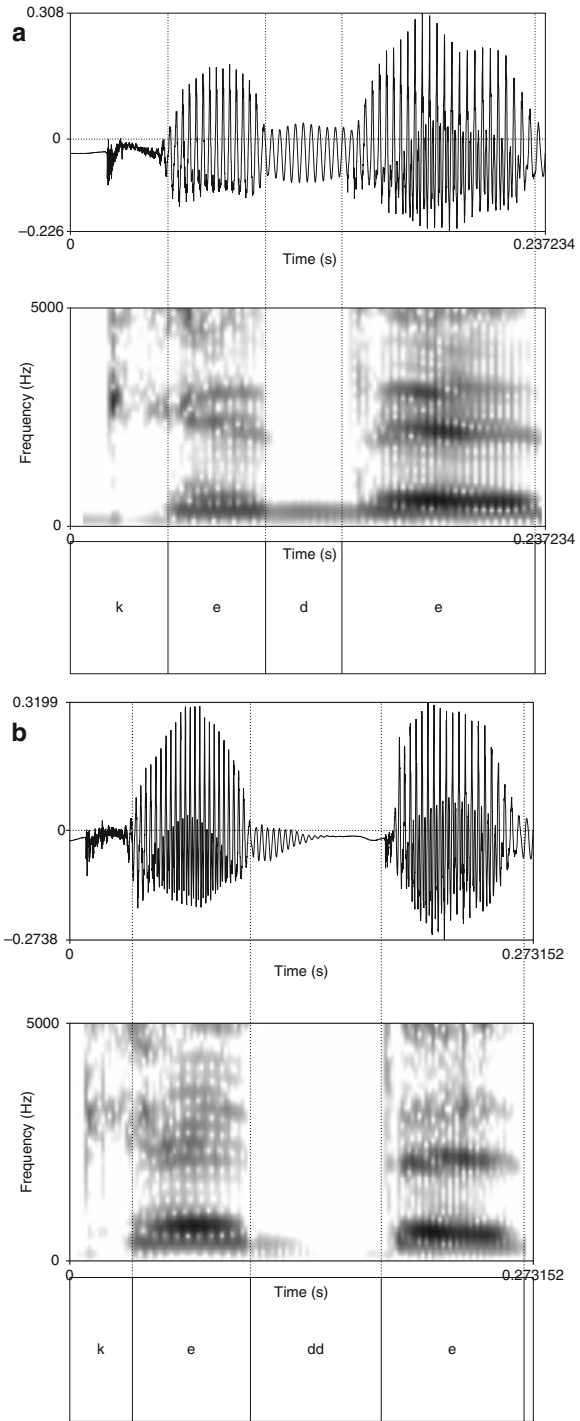 a
0.308
0
–0.226
0
0.237234
Time (s)
5000
Frequency (Hz)
0
0
0.237234
Time (s)
k e d e
b
0.3199
0
–0.2738
0
0.273152
Time (s)
5000
Frequency (Hz)
0
0
0.273152
Time (s)
k e dd e